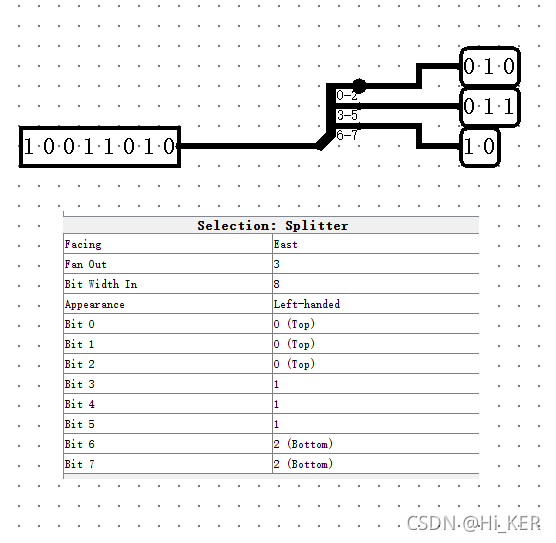 0 1 0
0-2
0 1 1
3-5
6-7
1 0 0 1 1 0 1 0
1 0
Selection: Splitter
Facing East
Fan Out 3
Bit Width In 8
Appearance Left-handed
Bit 0 0 (Top)
Bit 1 0 (Top)
Bit 2 0 (Top)
Bit 3 1
Bit 4 1
Bit 5 1
Bit 6 2 (Bottom)
Bit 7 2 (Bottom)
CSDN @Hi_KER